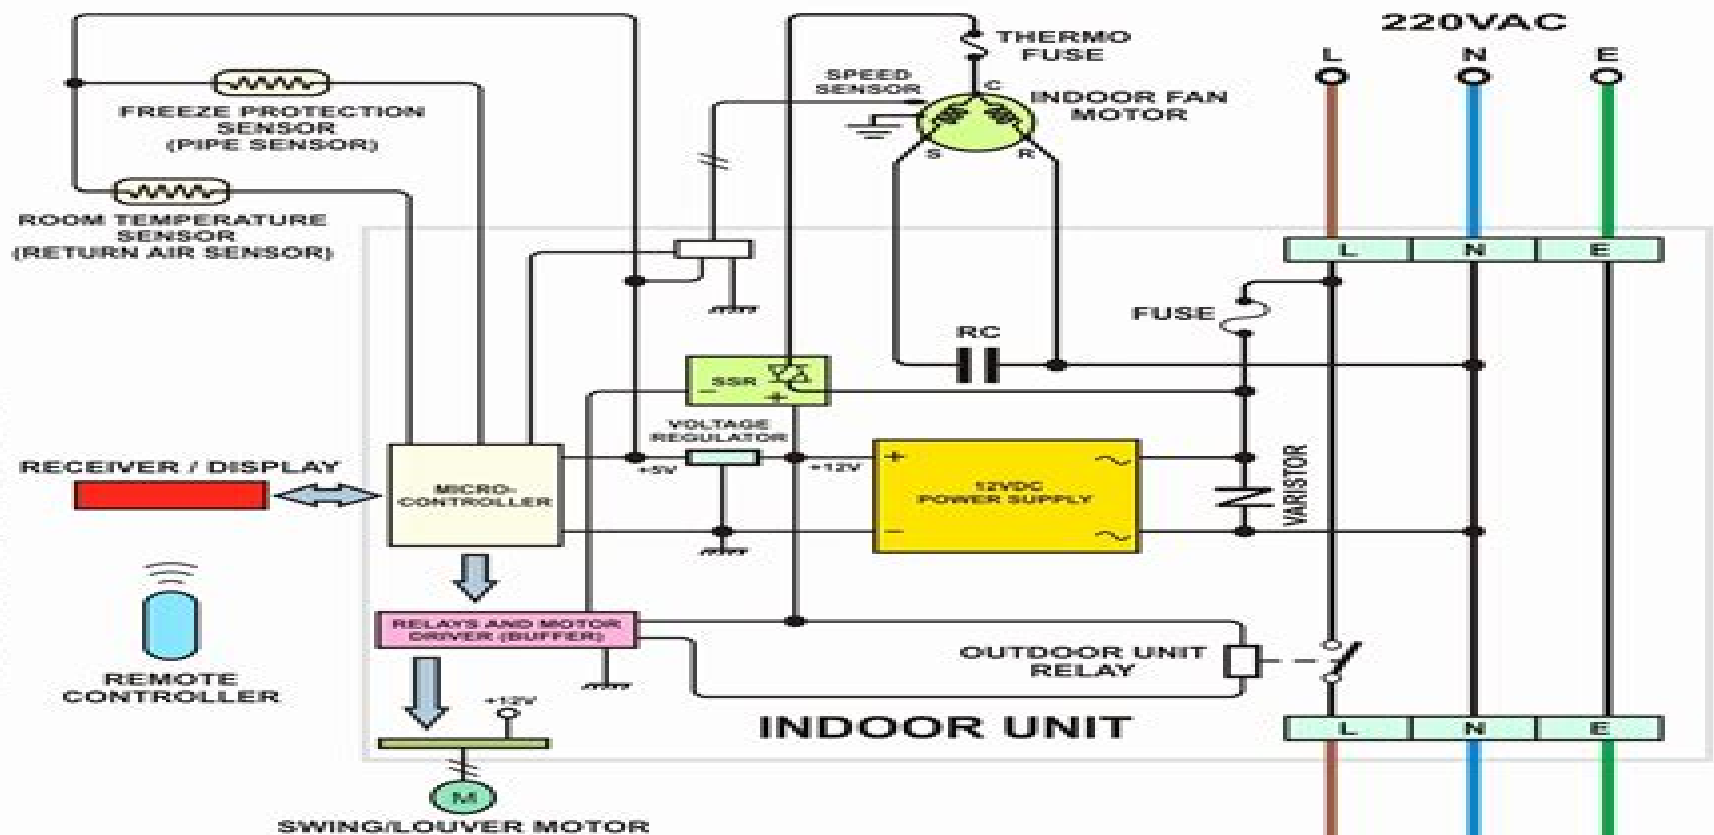 220VAC
L
N
E
THERMO
FUSE
SPEED
SENSOR
C
INDOOR FAN
MOTOR
S
R
FREEZE PROTECTION
SENSOR
(PIPE SENSOR)
ROOM TEMPERATURE
SENSOR
(RETURN AIR SENSOR)
L
N
E
FUSE
RC
SSR
-
+
VOLTAGE
REGULATOR
+5V
+12V
RECEIVER / DISPLAY
MICRO-
CONTROLLER
+
-
12VDC
POWER SUPPLY
VARISTOR
RELAYS AND MOTOR
DRIVER (BUFFER)
OUTDOOR UNIT
RELAY
REMOTE
CONTROLLER
+12V
INDOOR UNIT
L
N
E
M
SWING/LOUVER MOTOR